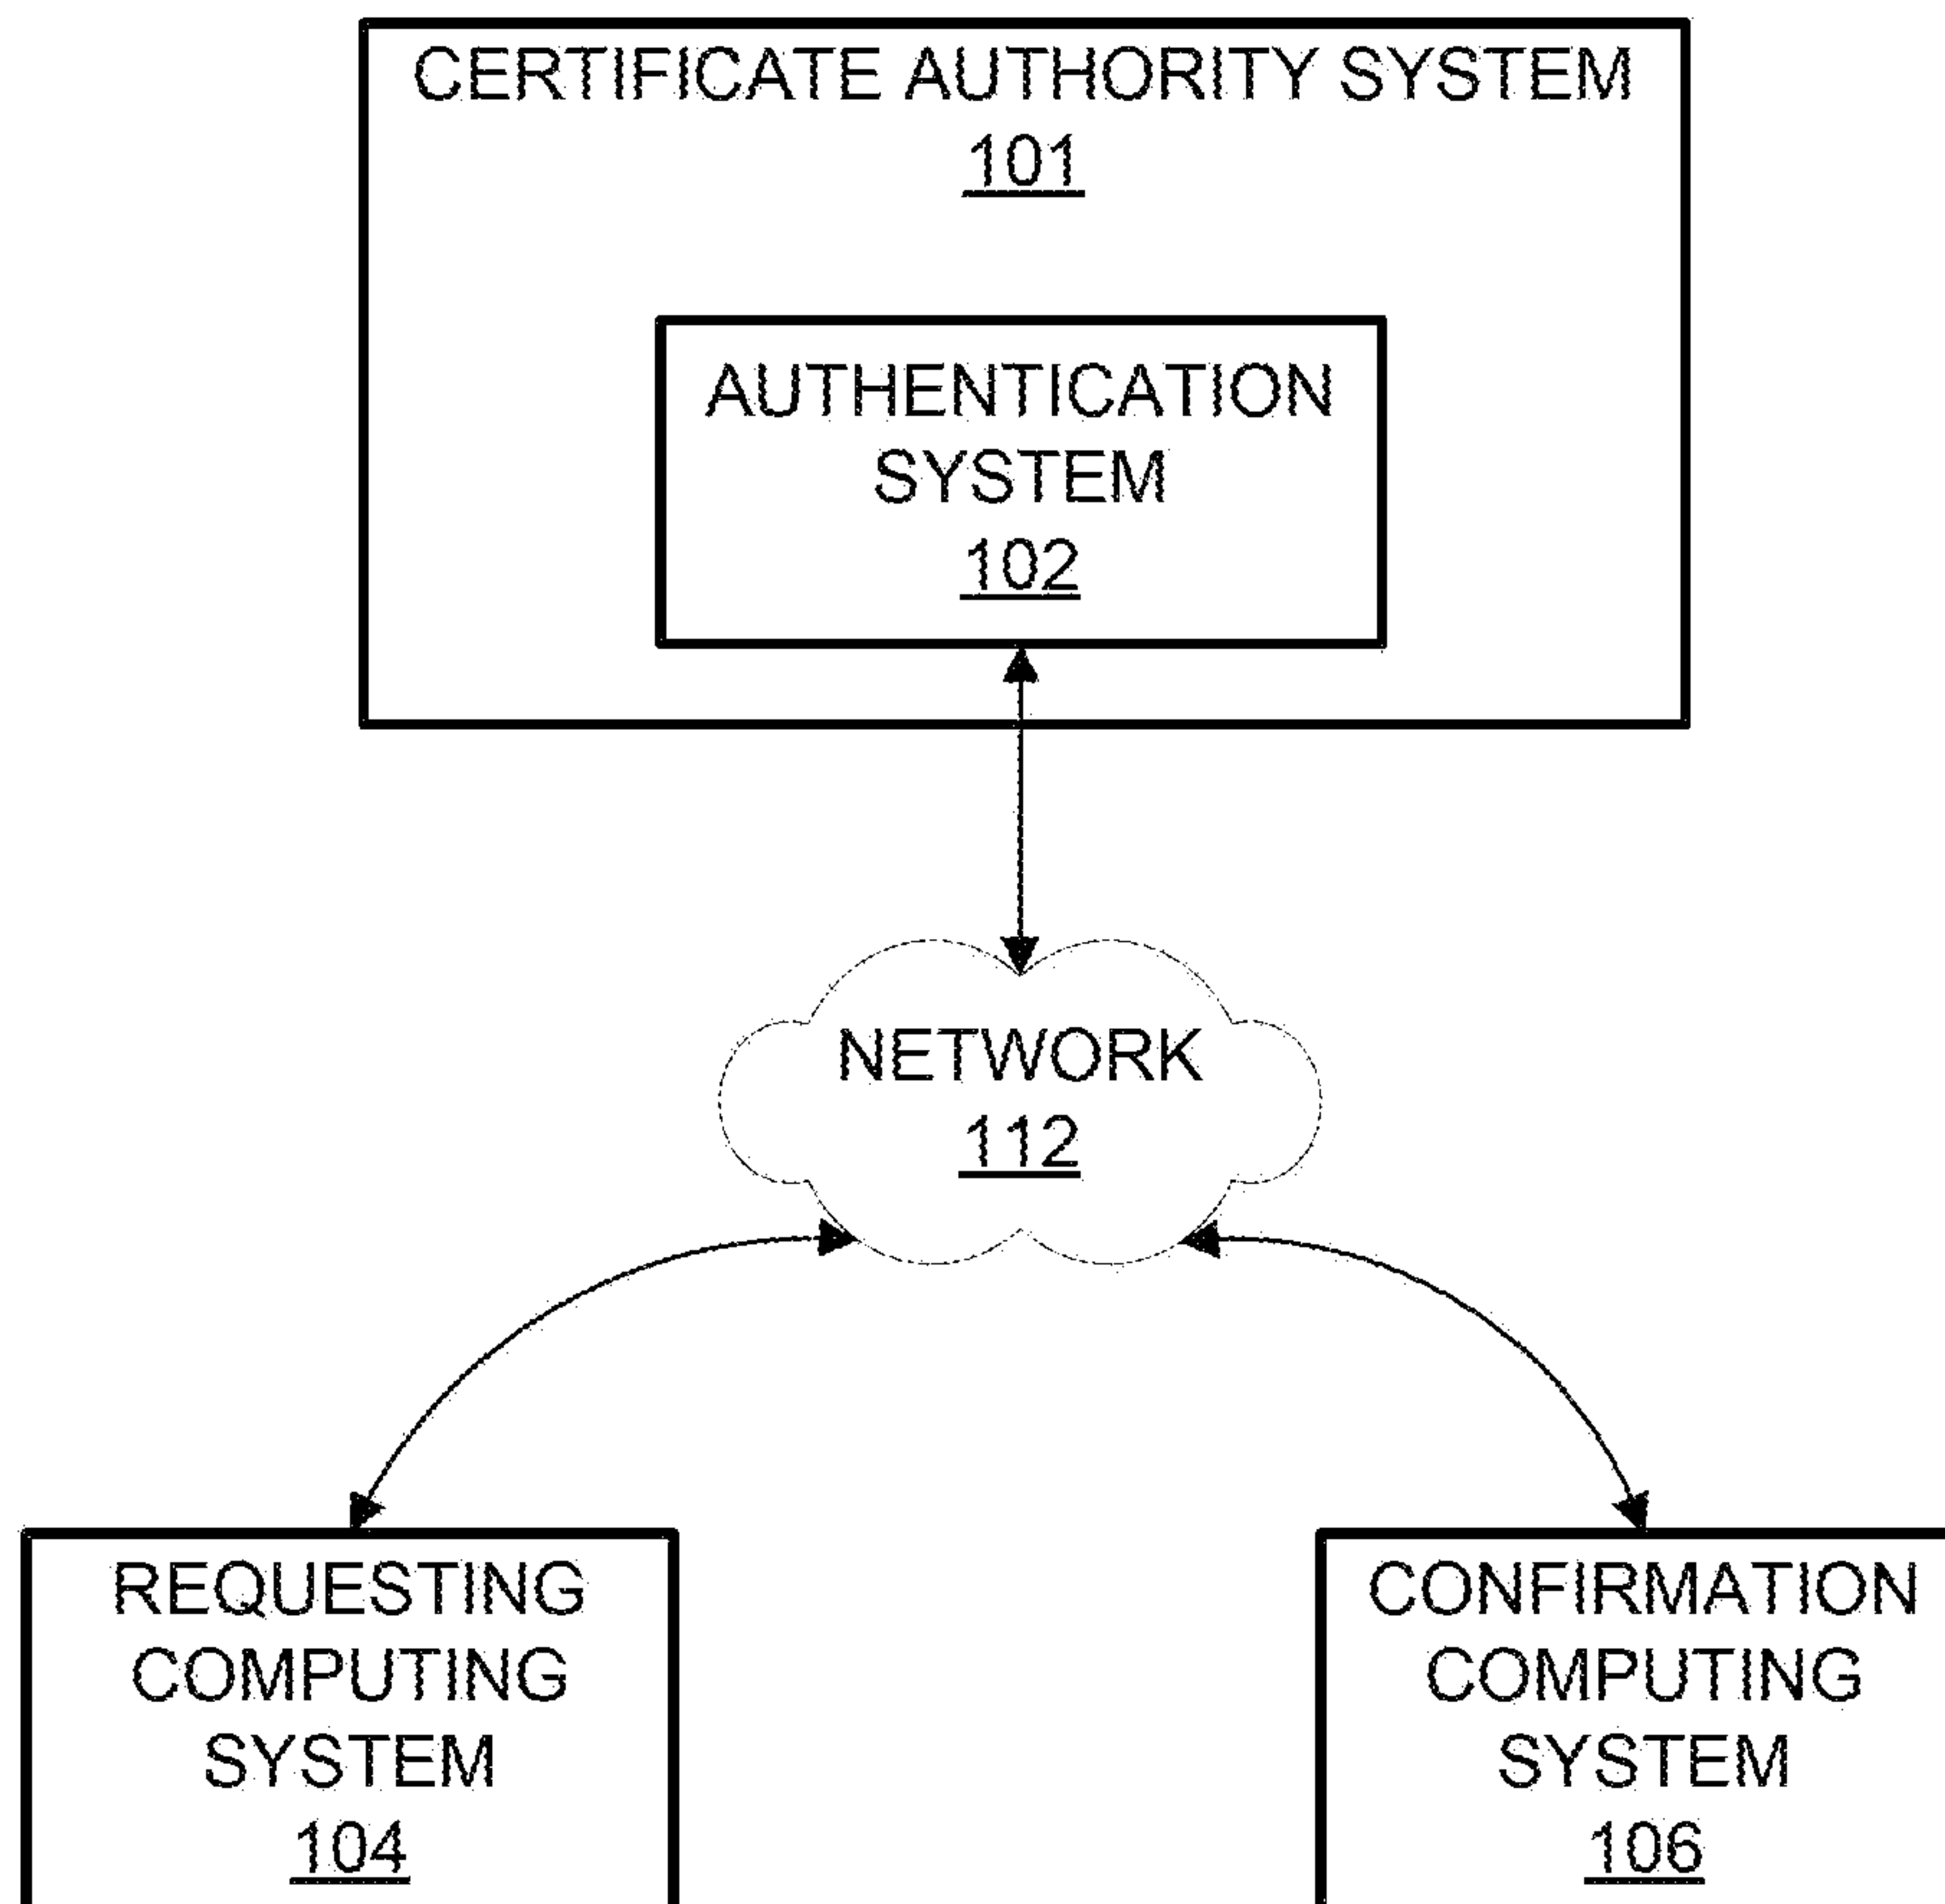 CERTIFICATE AUTHORITY SYSTEM
101
AUTHENTICATION
SYSTEM
102
NETWORK
112
REQUESTING
COMPUTING
SYSTEM
104
CONFIRMATION
COMPUTING
SYSTEM
106